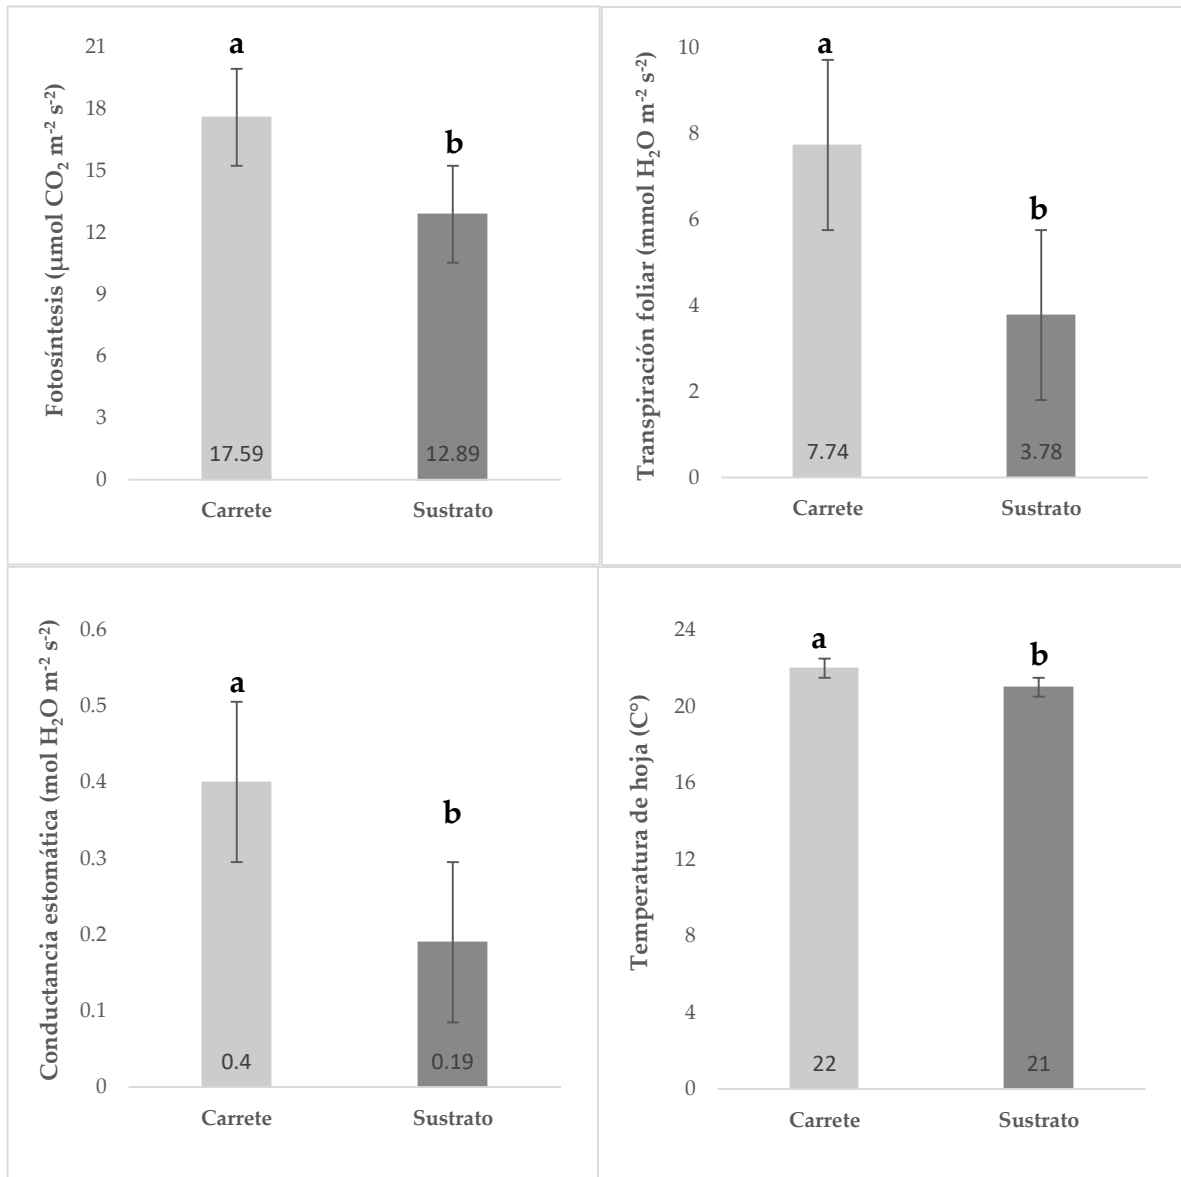 Fotosíntesis (µmol CO₂ m⁻² s⁻²)
21
18
15
12
9
6
3
0
a
b
17.59
12.89
Carrete
Sustrato
Transpiración foliar (mmol H₂O m⁻² s⁻²)
10
8
6
4
2
0
a
b
7.74
3.78
Carrete
Sustrato
Conductancia estomática (mol H₂O m⁻² s⁻²)
0.6
0.5
0.4
0.3
0.2
0.1
0
a
b
0.4
0.19
Carrete
Sustrato
Temperatura de hoja (C°)
24
20
16
12
8
4
0
a
b
22
21
Carrete
Sustrato